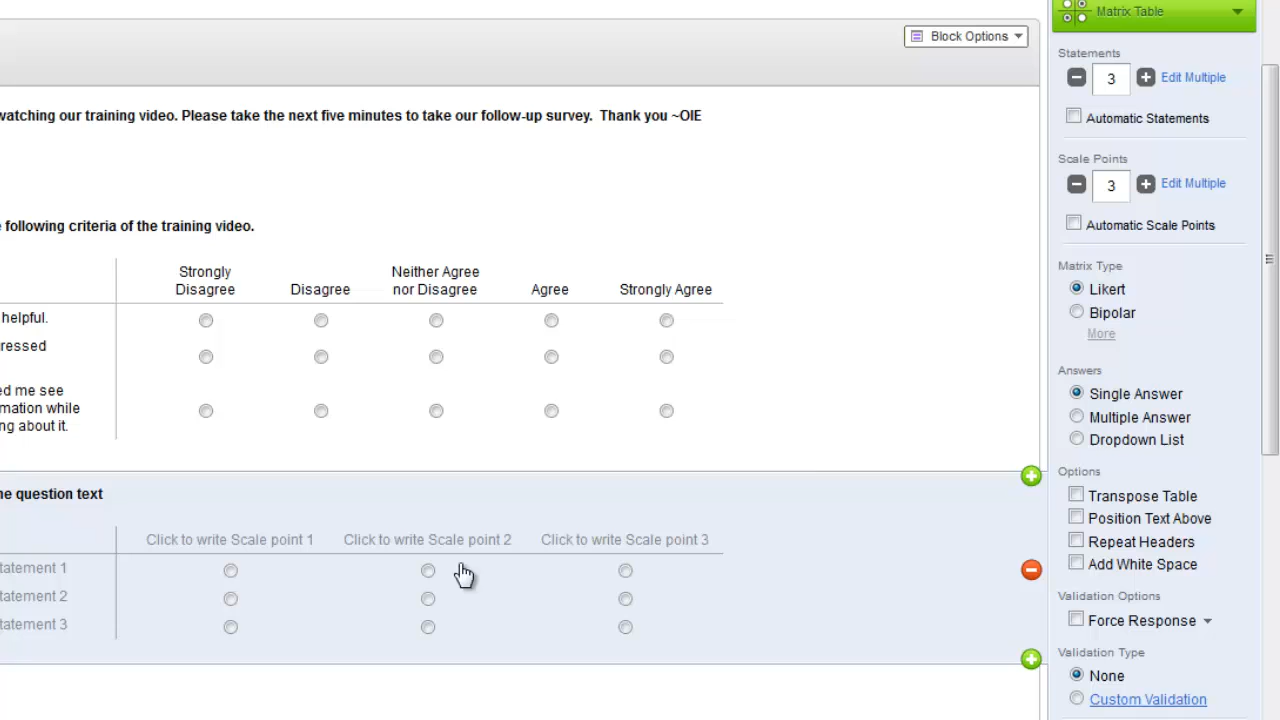 Block Options
watching our training video. Please take the next five minutes to take our follow-up survey. Thank you ~OIE
following criteria of the training video.
Strongly Disagree
Disagree
Neither Agree nor Disagree
Agree
Strongly Agree
helpful.
ressed
ed me see
mation while
ng about it.
ne question text
Click to write Scale point 1
Click to write Scale point 2
Click to write Scale point 3
tatement 1
tatement 2
tatement 3
Matrix Table
Statements
3
Edit Multiple
Automatic Statements
Scale Points
3
Edit Multiple
Automatic Scale Points
Matrix Type
Likert
Bipolar
More
Answers
Single Answer
Multiple Answer
Dropdown List
Options
Transpose Table
Position Text Above
Repeat Headers
Add White Space
Validation Options
Force Response
Validation Type
None
Custom Validation